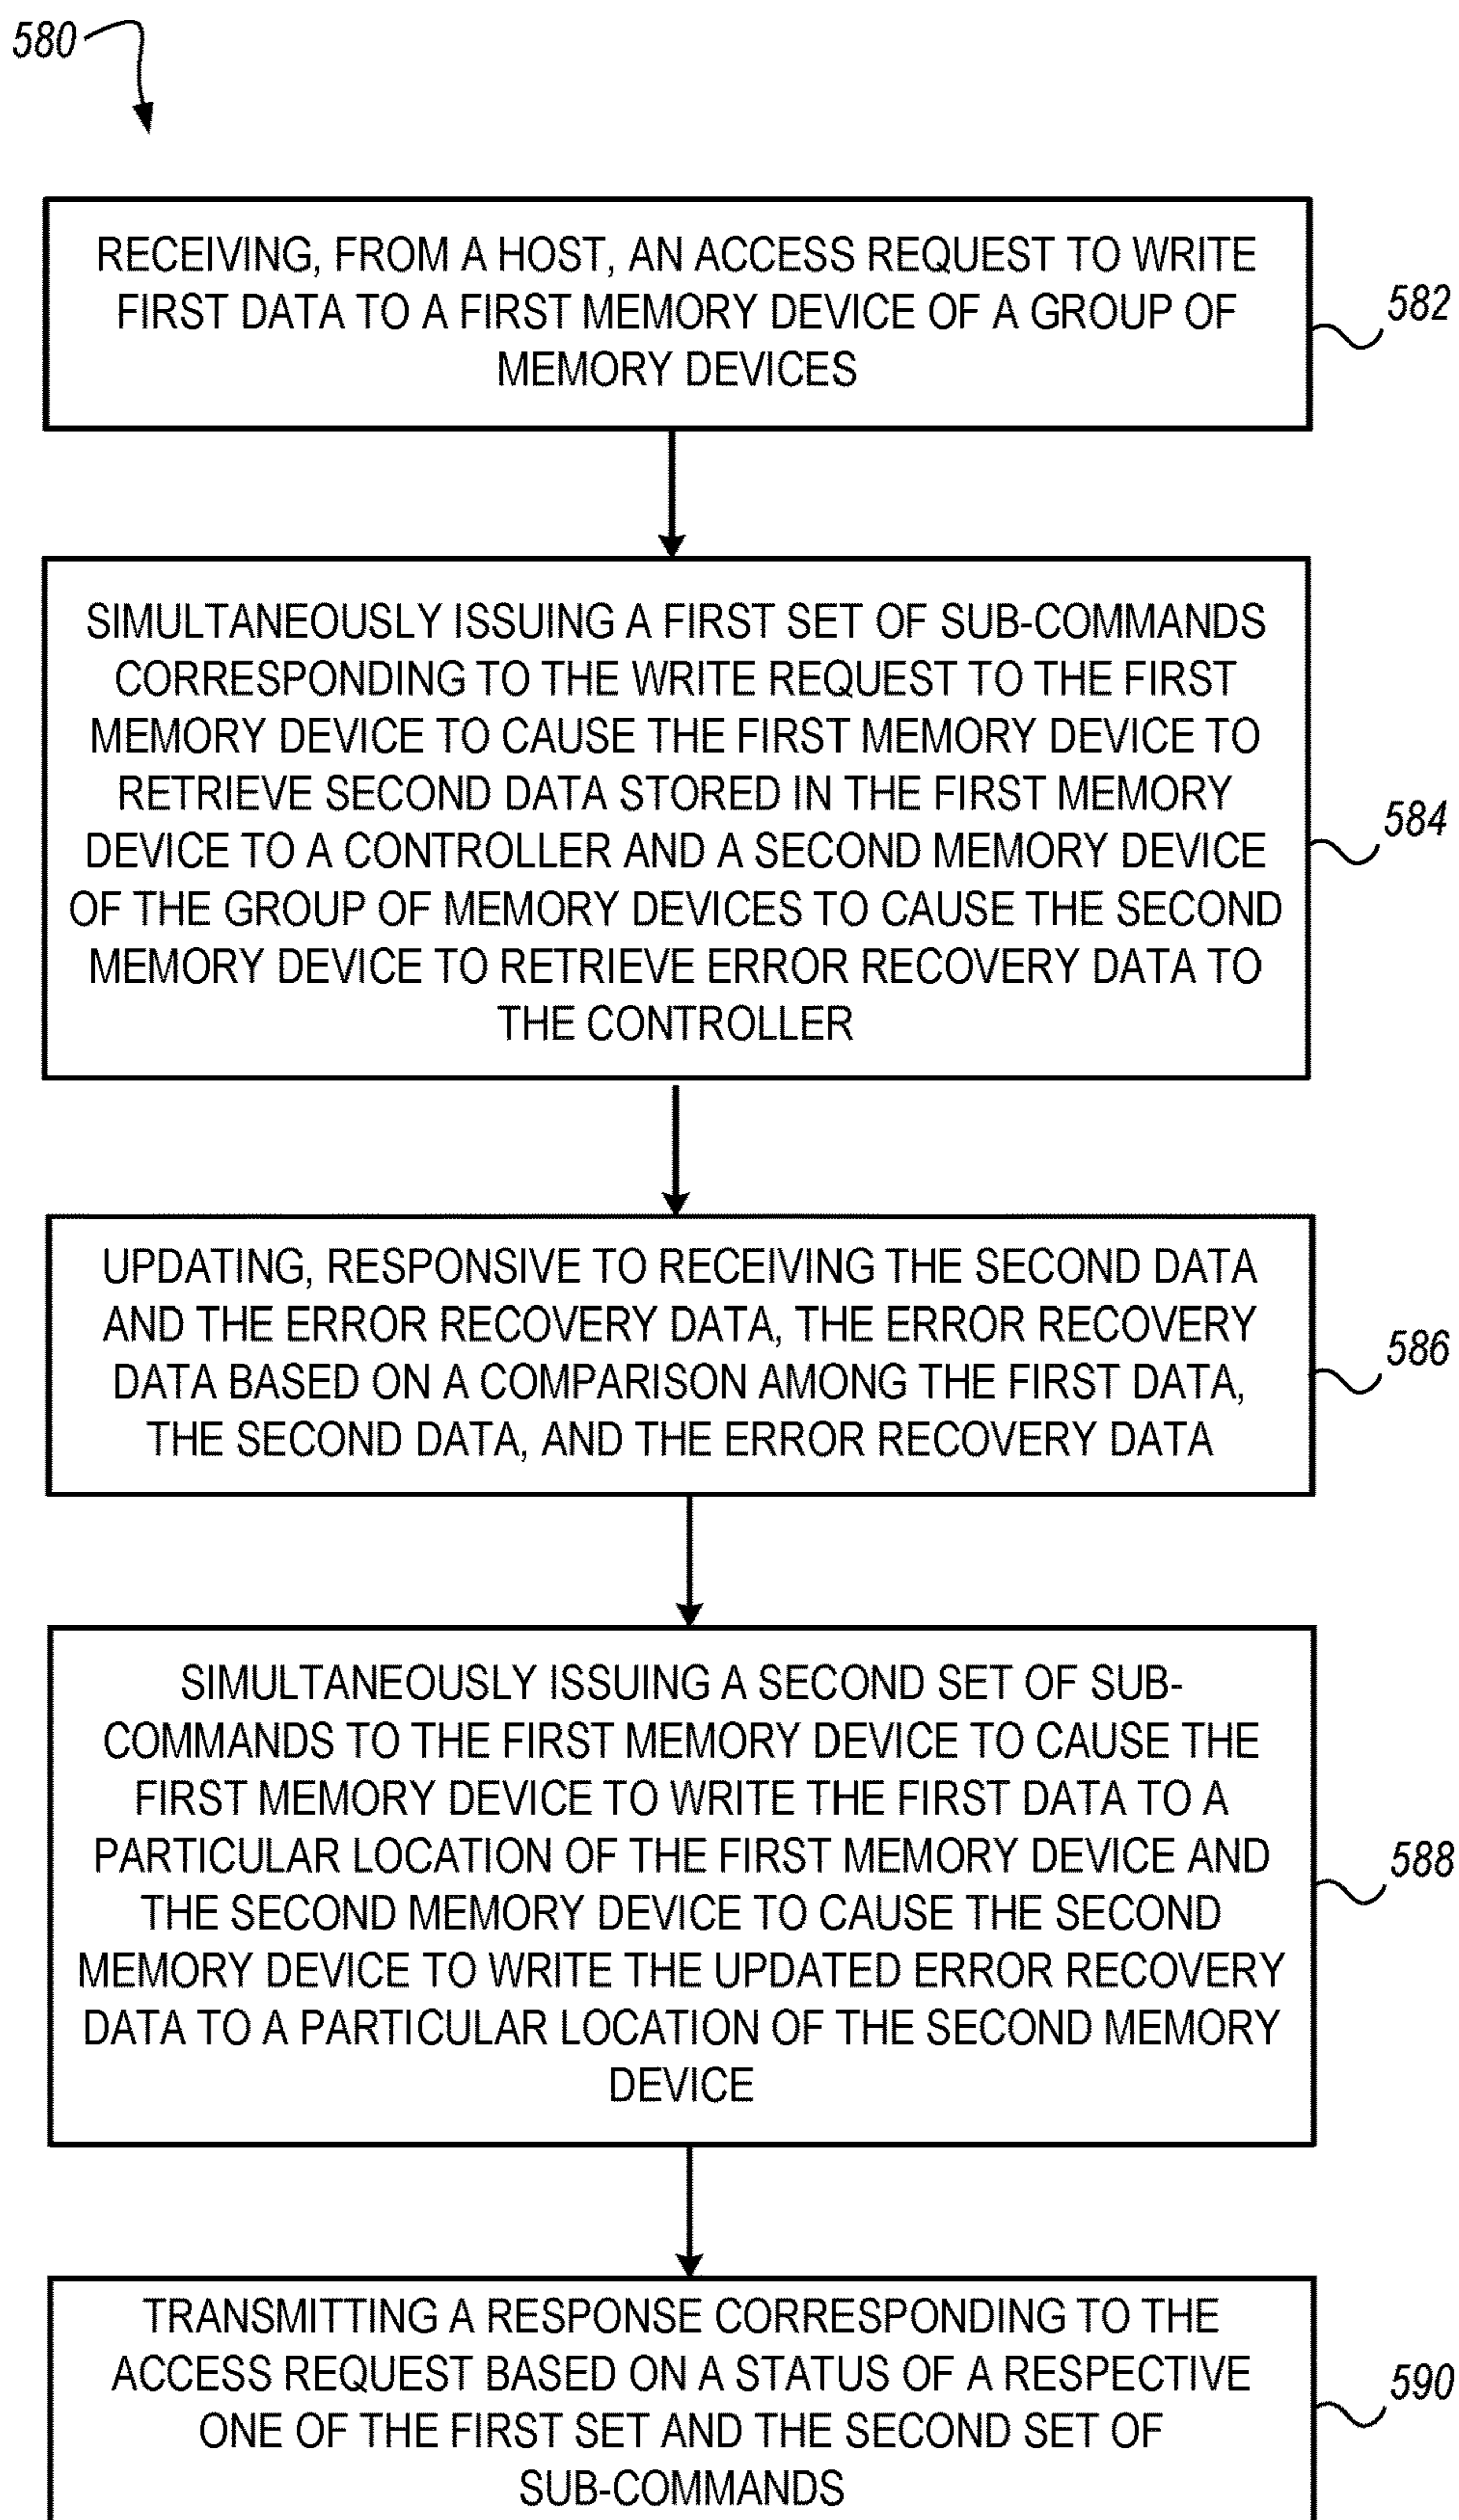 580
RECEIVING, FROM A HOST, AN ACCESS REQUEST TO WRITE
FIRST DATA TO A FIRST MEMORY DEVICE OF A GROUP OF
MEMORY DEVICES
582
SIMULTANEOUSLY ISSUING A FIRST SET OF SUB-COMMANDS
CORRESPONDING TO THE WRITE REQUEST TO THE FIRST
MEMORY DEVICE TO CAUSE THE FIRST MEMORY DEVICE TO
RETRIEVE SECOND DATA STORED IN THE FIRST MEMORY
DEVICE TO A CONTROLLER AND A SECOND MEMORY DEVICE
OF THE GROUP OF MEMORY DEVICES TO CAUSE THE SECOND
MEMORY DEVICE TO RETRIEVE ERROR RECOVERY DATA TO
THE CONTROLLER
584
UPDATING, RESPONSIVE TO RECEIVING THE SECOND DATA
AND THE ERROR RECOVERY DATA, THE ERROR RECOVERY
DATA BASED ON A COMPARISON AMONG THE FIRST DATA,
THE SECOND DATA, AND THE ERROR RECOVERY DATA
586
SIMULTANEOUSLY ISSUING A SECOND SET OF SUB-
COMMANDS TO THE FIRST MEMORY DEVICE TO CAUSE THE
FIRST MEMORY DEVICE TO WRITE THE FIRST DATA TO A
PARTICULAR LOCATION OF THE FIRST MEMORY DEVICE AND
THE SECOND MEMORY DEVICE TO CAUSE THE SECOND
MEMORY DEVICE TO WRITE THE UPDATED ERROR RECOVERY
DATA TO A PARTICULAR LOCATION OF THE SECOND MEMORY
DEVICE
588
TRANSMITTING A RESPONSE CORRESPONDING TO THE
ACCESS REQUEST BASED ON A STATUS OF A RESPECTIVE
ONE OF THE FIRST SET AND THE SECOND SET OF
SUB-COMMANDS
590